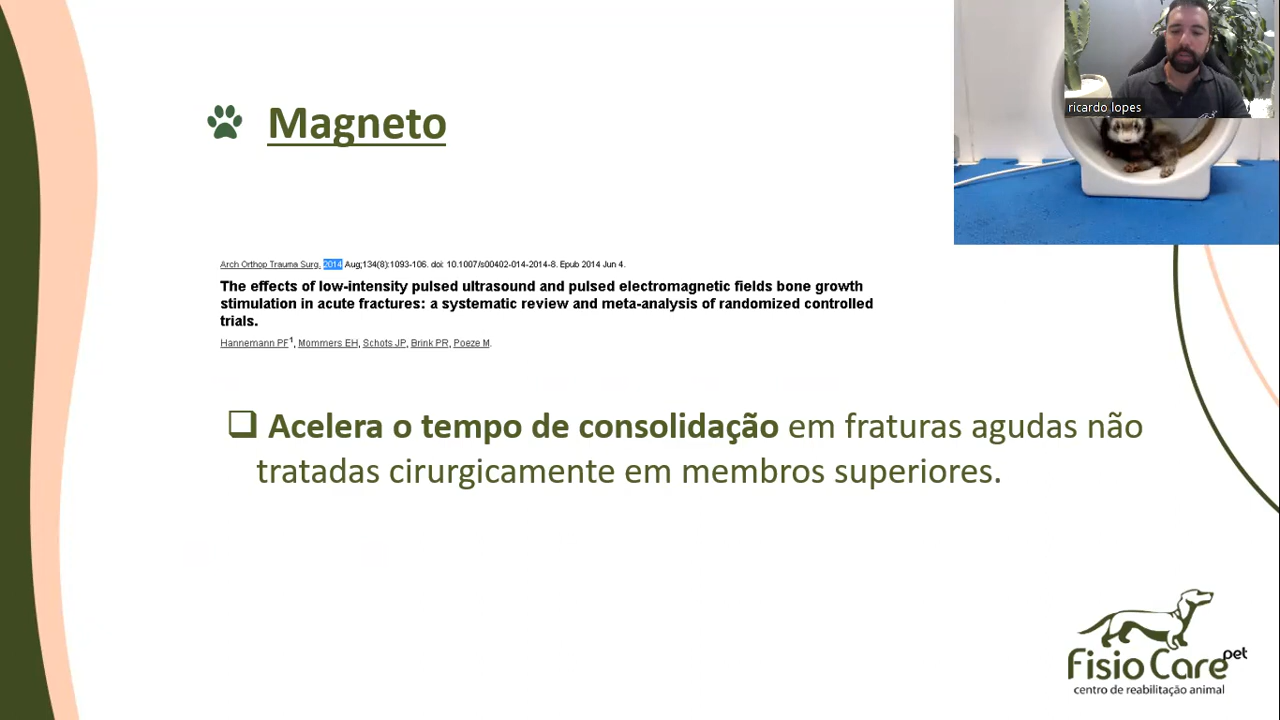 ricardo lopes
Magneto
Arch Orthop Trauma Surg. 2014 Aug;134(8):1093-106. doi: 10.1007/s00402-014-2014-8. Epub 2014 Jun 4.
The effects of low-intensity pulsed ultrasound and pulsed electromagnetic fields bone growth
stimulation in acute fractures: a systematic review and meta-analysis of randomized controlled
trials.
Hannemann PF1, Mommers EH, Schots JP, Brink PR, Poeze M.
Acelera o tempo de consolidação em fraturas agudas não
tratadas cirurgicamente em membros superiores.
Fisio Care pet
centro de reabilitação animal